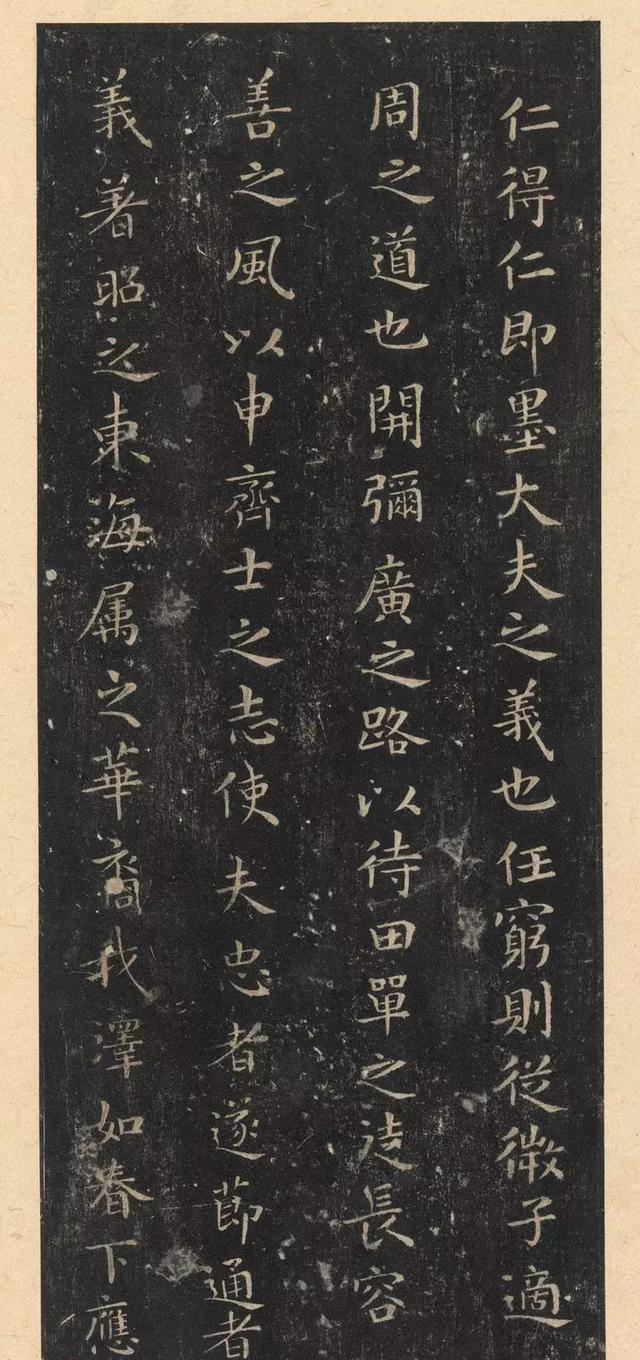 仁得仁即墨大夫之義也任窮則從微子適
周之道也開彌廣之路以待田單之徒長容
善之風以申齊士之志使夫忠者遂節通者
義著昭之東海属之華裔我澤如春下應